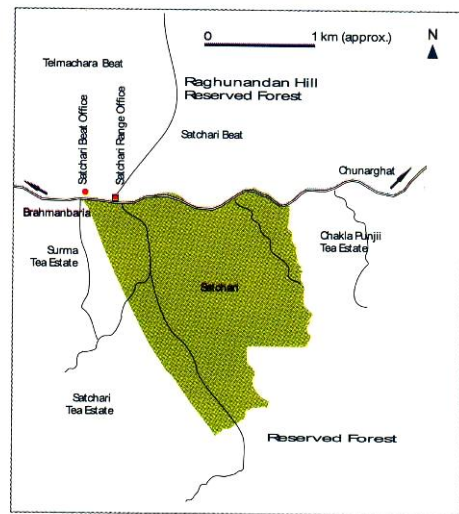 0
1 km (approx.)
N
Telmachara Beat
Raghunandan Hill
Reserved Forest
Satchari Beat Office
Satchari Range Office
Satchari Beat
Chunarghat
Brahmanbaria
Surma
Tea Estate
Chakla Punjii
Tea Estate
Satchari
Satchari
Tea Estate
Reserved Forest